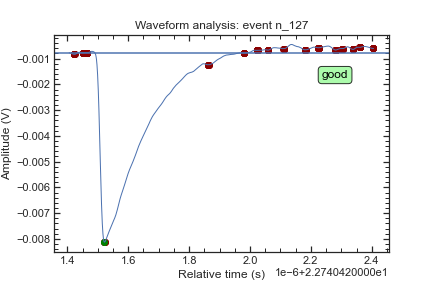 Waveform analysis: event n_127
Amplitude (V)
−0.001
−0.002
−0.003
−0.004
−0.005
−0.006
−0.007
−0.008
good
1.4 1.6 1.8 2.0 2.2 2.4
Relative time (s)
1e−6+2.2740420000e1